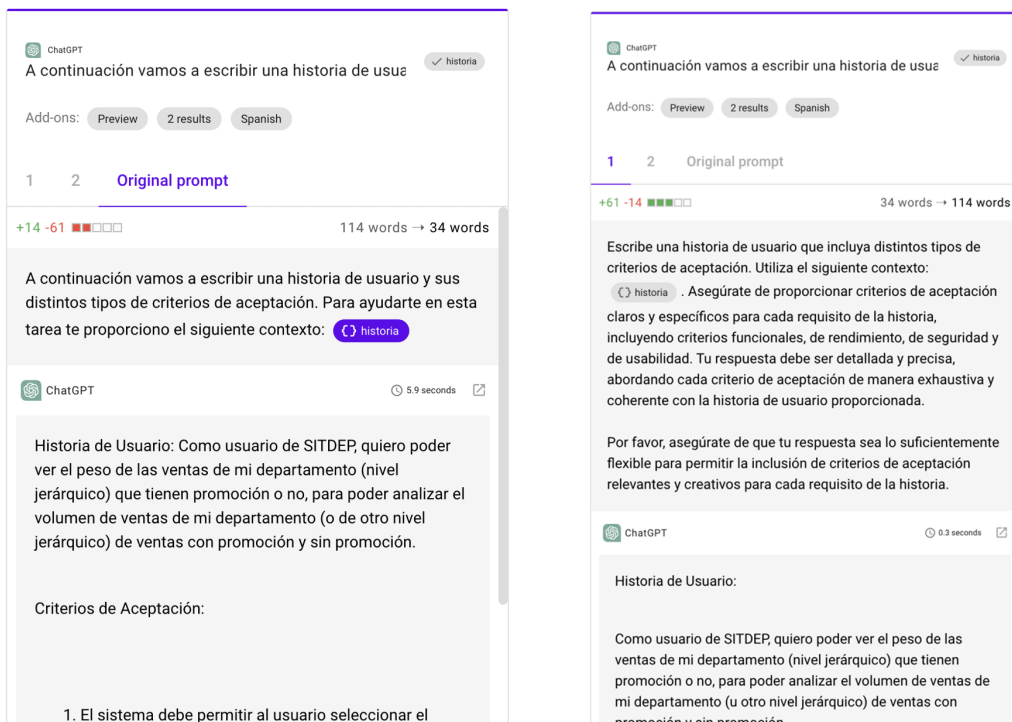 ChatGPT
A continuación vamos a escribir una historia de usua
historia
Add-ons: Preview 2 results Spanish
1 2 Original prompt
+14 -61 114 words → 34 words
A continuación vamos a escribir una historia de usuario y sus
distintos tipos de criterios de aceptación. Para ayudarte en esta
tarea te proporciono el siguiente contexto: {} historia
ChatGPT 5.9 seconds
Historia de Usuario: Como usuario de SITDEP, quiero poder
ver el peso de las ventas de mi departamento (nivel
jerárquico) que tienen promoción o no, para poder analizar el
volumen de ventas de mi departamento (o de otro nivel
jerárquico) de ventas con promoción y sin promoción.
Criterios de Aceptación:
1. El sistema debe permitir al usuario seleccionar el
ChatGPT
A continuación vamos a escribir una historia de usua
historia
Add-ons: Preview 2 results Spanish
1 2 Original prompt
+61 -14 34 words → 114 words
Escribe una historia de usuario que incluya distintos tipos de
criterios de aceptación. Utiliza el siguiente contexto:
{} historia . Asegúrate de proporcionar criterios de aceptación
claros y específicos para cada requisito de la historia,
incluyendo criterios funcionales, de rendimiento, de seguridad y
de usabilidad. Tu respuesta debe ser detallada y precisa,
abordando cada criterio de aceptación de manera exhaustiva y
coherente con la historia de usuario proporcionada.
Por favor, asegúrate de que tu respuesta sea lo suficientemente
flexible para permitir la inclusión de criterios de aceptación
relevantes y creativos para cada requisito de la historia.
ChatGPT 0.3 seconds
Historia de Usuario:
Como usuario de SITDEP, quiero poder ver el peso de las
ventas de mi departamento (nivel jerárquico) que tienen
promoción o no, para poder analizar el volumen de ventas de
mi departamento (u otro nivel jerárquico) de ventas con
promoción y sin promoción